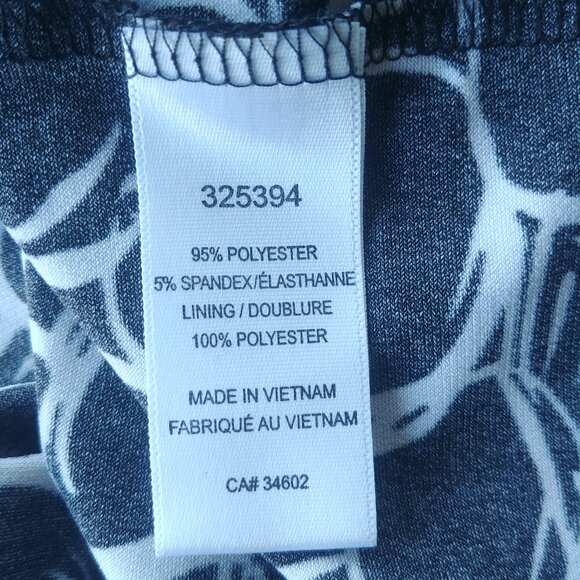 325394
95% POLYESTER
5% SPANDEX/ÉLASTHANNE
LINING / DOUBLURE
100% POLYESTER
MADE IN VIETNAM
FABRIQUÉ AU VIETNAM
CA# 34602